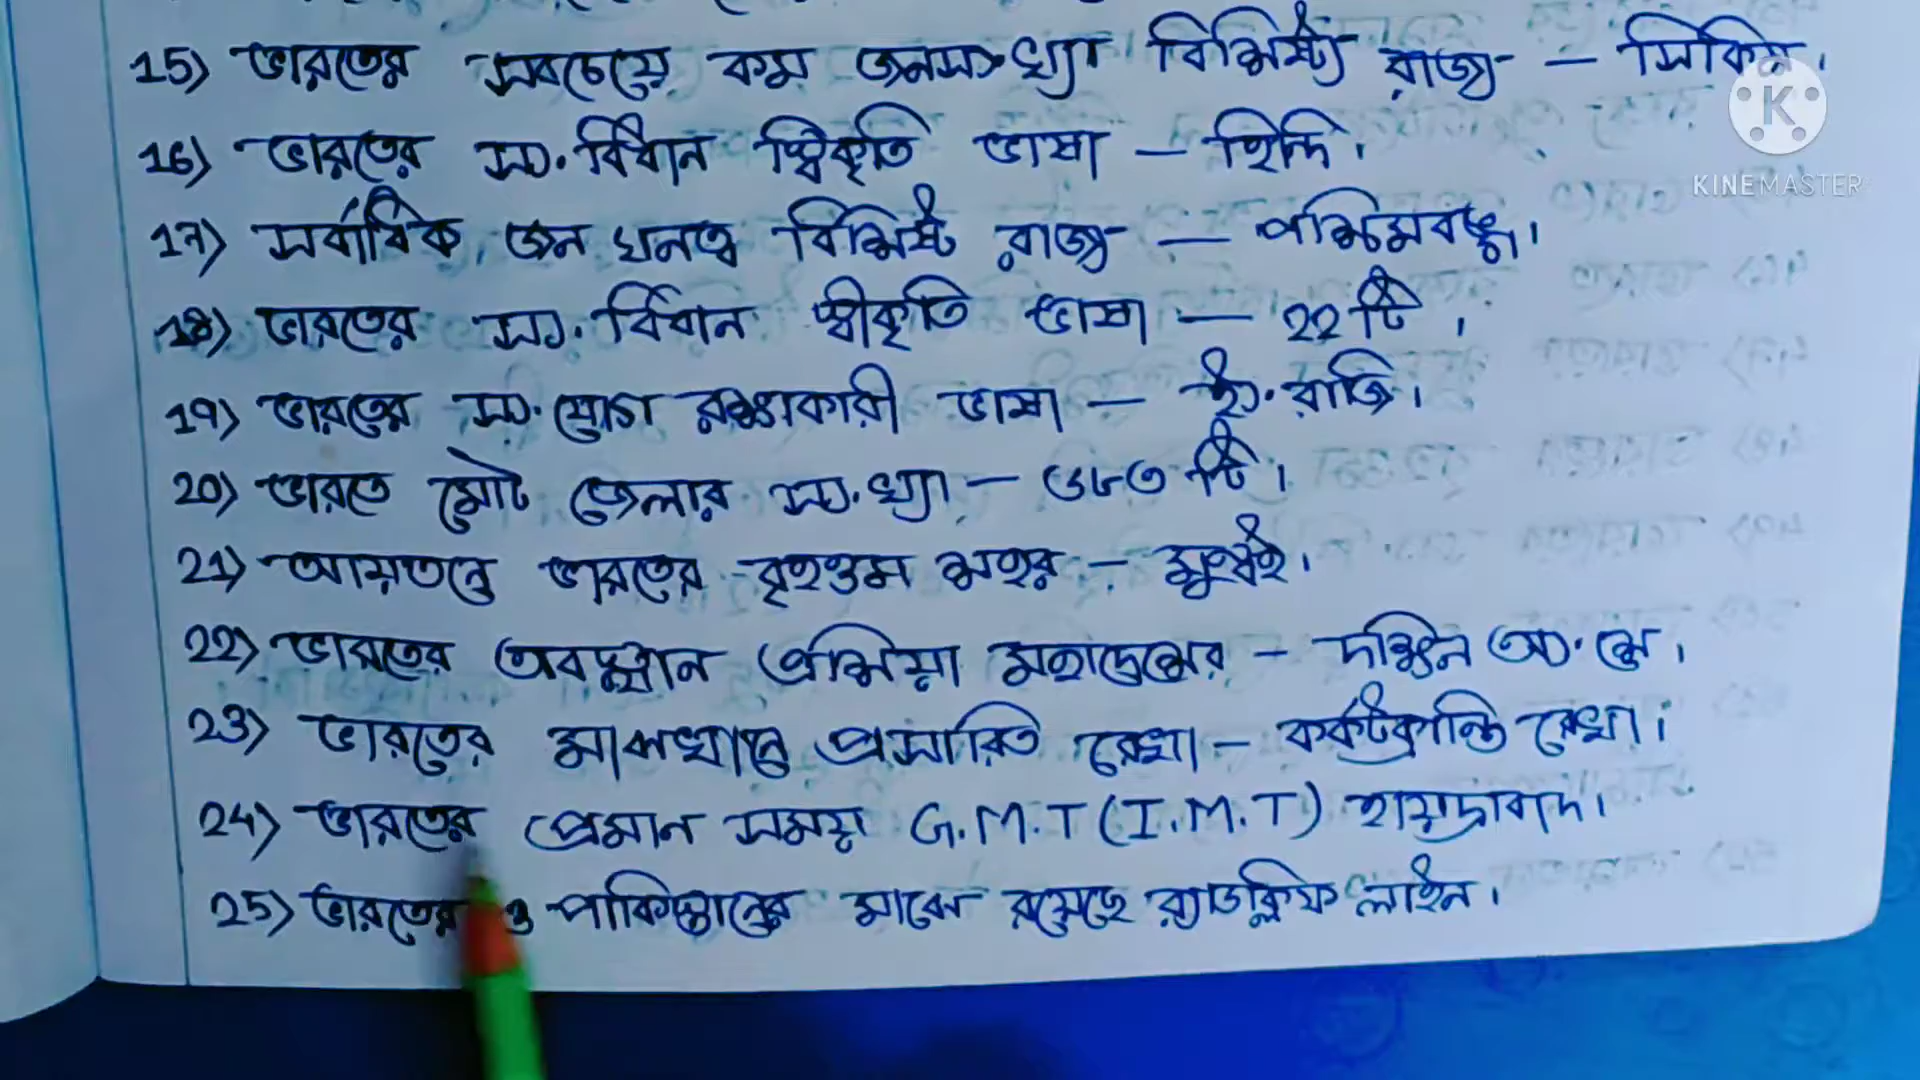 15) ভারতের সবচেয়ে কম জনসংখ্যা বিশিষ্ট্য রাজ্য – সিকিম।
16) ভারতের সং.বিধান স্বিকৃতি ভাষা – হিন্দি।
KINEMASTER
17) সর্বাধিক জন ঘনত্ব বিশিষ্ট রাজ্য – পশ্চিমবঙ্গ।
18) ভারতের সং.বিধান স্বীকৃতি ভাষা – ২২ টি।
19) ভারতের সং.যোগ রক্ষাকারী ভাষা – ইং.রাজি।
20) ভারতে মোট জেলার সং.খ্যা – ৬৮৩ টি।
21) আয়তনে ভারতের বৃহত্তম শহর – মুম্বই।
22) ভারতের অবস্থান এশিয়া মহাদেশের – দক্ষিন অং.শে।
23) ভারতের মাঝখানে প্রসারিত রেখা – কর্কটক্রান্তি রেখা।
24) ভারতের প্রমান সময় G.M.T (I.M.T) হায়দ্রাবাদ।
25) ভারতের ও পাকিস্তানের মাঝে রয়েছে র‍্যাডক্লিফ লাইন।